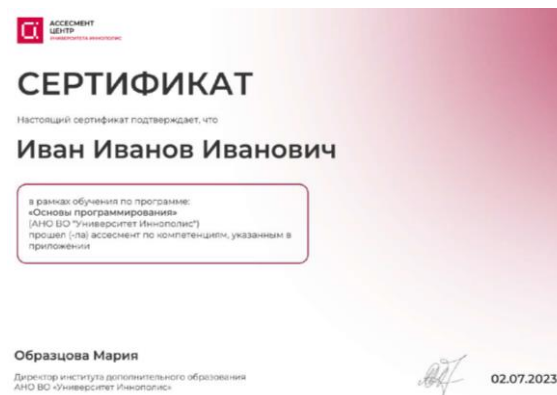 АССЕСМЕНТ
ЦЕНТР
УНИВЕРСИТЕТА ИННОПОЛИС
СЕРТИФИКАТ
Настоящий сертификат подтверждает, что
Иван Иванов Иванович
в рамках обучения по программе:
«Основы программирования»
(АНО ВО "Университет Иннополис")
прошел (-ла) ассесмент по компетенциям, указанным в
приложении
Образцова Мария
Директор института дополнительного образования
АНО ВО «Университет Иннополис»
02.07.2023